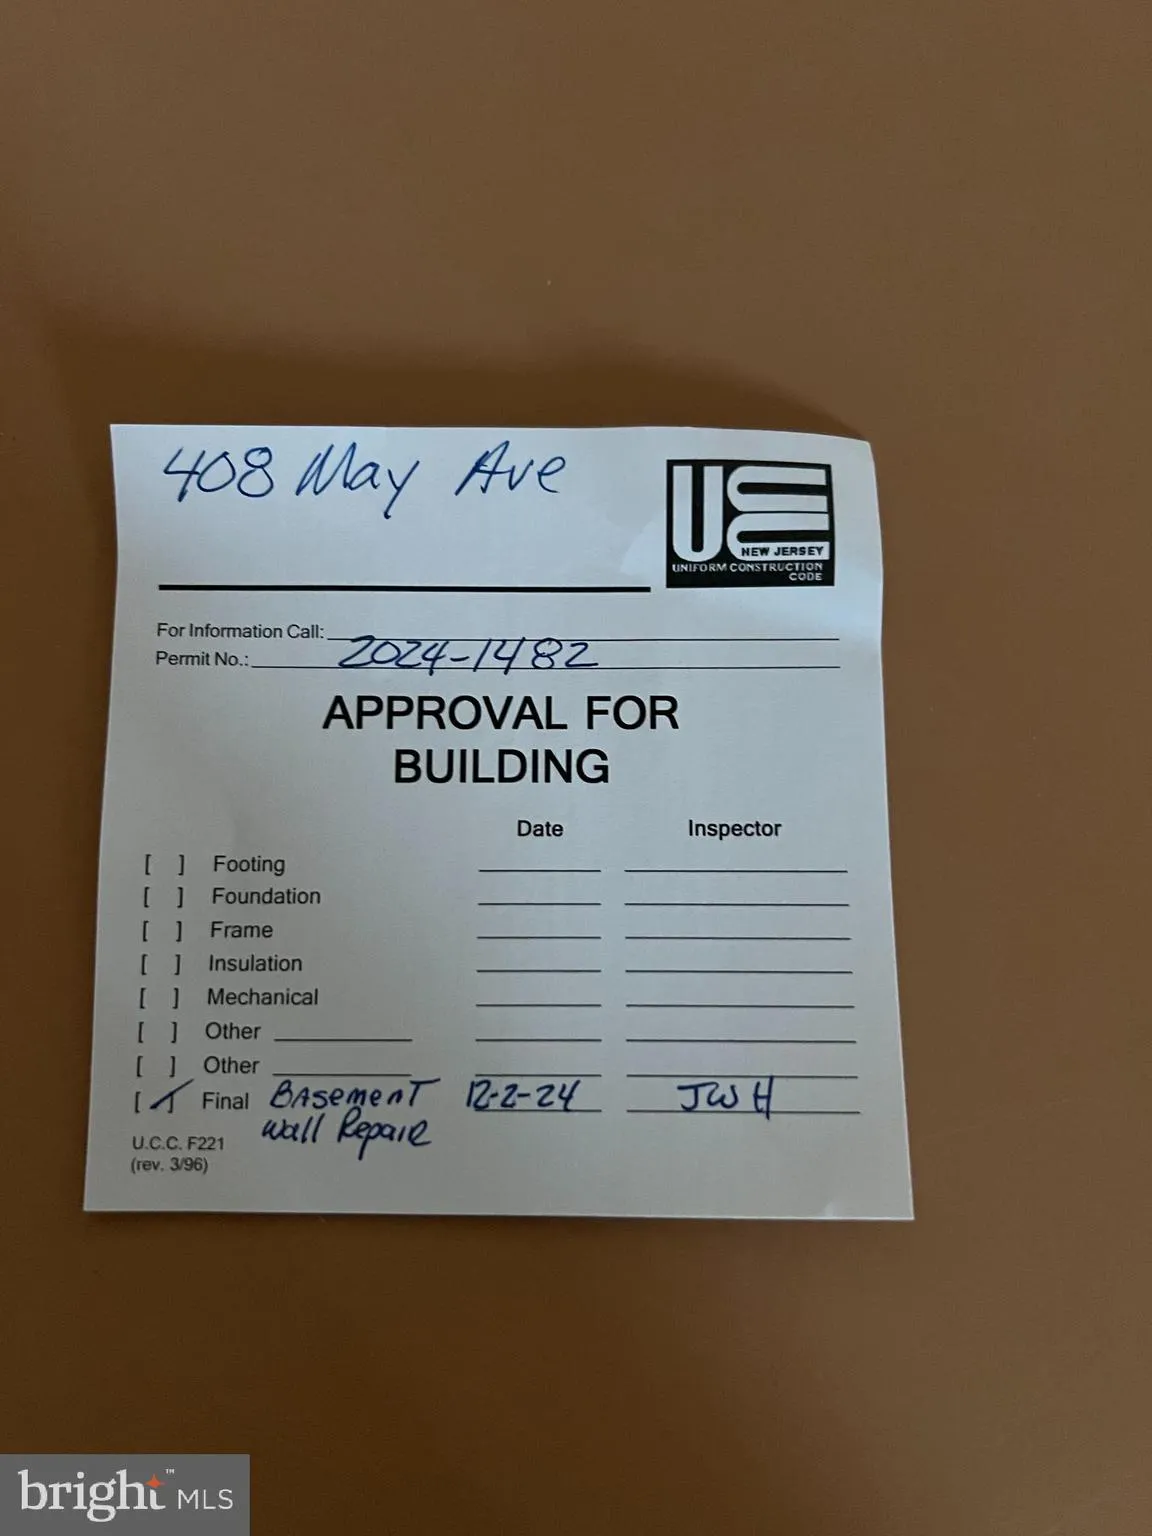 408 May Ave
UCC
NEW JERSEY
UNIFORM CONSTRUCTION
CODE
For Information Call:
Permit No.: 2024-1482
APPROVAL FOR
BUILDING
Date Inspector
[ ] Footing
[ ] Foundation
[ ] Frame
[ ] Insulation
[ ] Mechanical
[ ] Other
[ ] Other
[✓] Final Basement 12-2-24 JWH
Wall Repair
U.C.C. F221
(rev. 3/96)
bright™ MLS